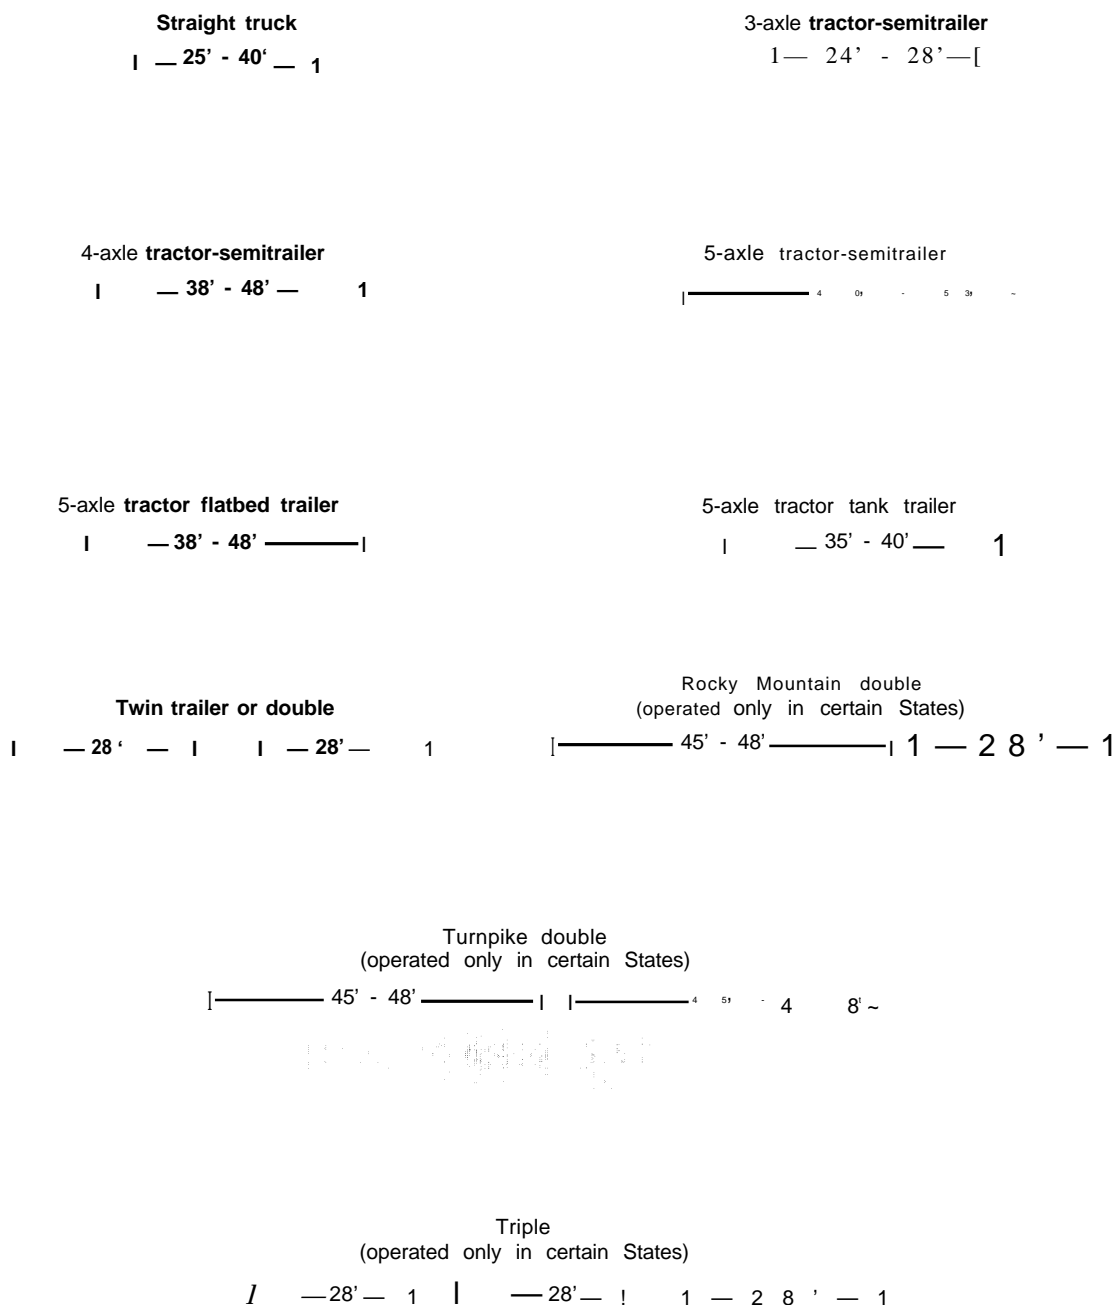 Straight truck
25' - 40'
3-axle tractor-semitrailer
24' - 28'
4-axle tractor-semitrailer
38' - 48'
5-axle tractor-semitrailer
40' - 53'
5-axle tractor flatbed trailer
38' - 48'
5-axle tractor tank trailer
35' - 40'
Twin trailer or double
28' 28'
Rocky Mountain double
(operated only in certain States)
45' - 48' 28'
Turnpike double
(operated only in certain States)
45' - 48' 45' - 48'
Triple
(operated only in certain States)
28' 28' 28'